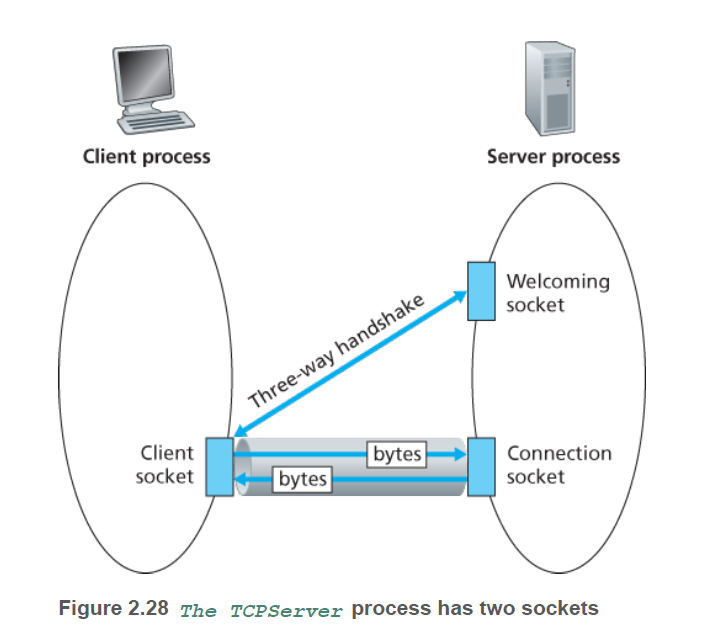 Client process
Server process
Welcoming
socket
Three-way handshake
Client
socket
bytes
bytes
Connection
socket
Figure 2.28 The TCPServer process has two sockets